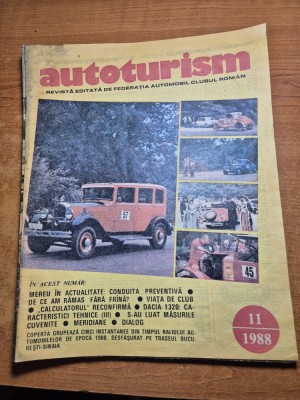 autoturism
REVISTĂ EDITATĂ DE FEDERAȚIA AUTOMOBIL CLUBUL ROMÂN
57
45
ÎN ACEST NUMĂR:
MEREU ÎN ACTUALITATE: CONDUITA PREVENTIVĂ ●
DE CE AM RĂMAS FĂRĂ FRÎNĂ? ● VIAȚA DE CLUB
● „CALCULATORUL” RECONFIRMĂ ● DACIA 1320 CA-
RACTERISTICI TEHNICE (III) ● S-AU LUAT MĂSURILE
CUVENITE ● MERIDIANE ● DIALOG
COPERTA GRUPEAZĂ CINCI INSTANTANEE DIN TIMPUL RALIULUI AU-
TOMOBILELOR DE EPOCĂ 1988, DESFĂȘURAT PE TRASEUL BUCU-
REȘTI-SINAIA.
11
1988